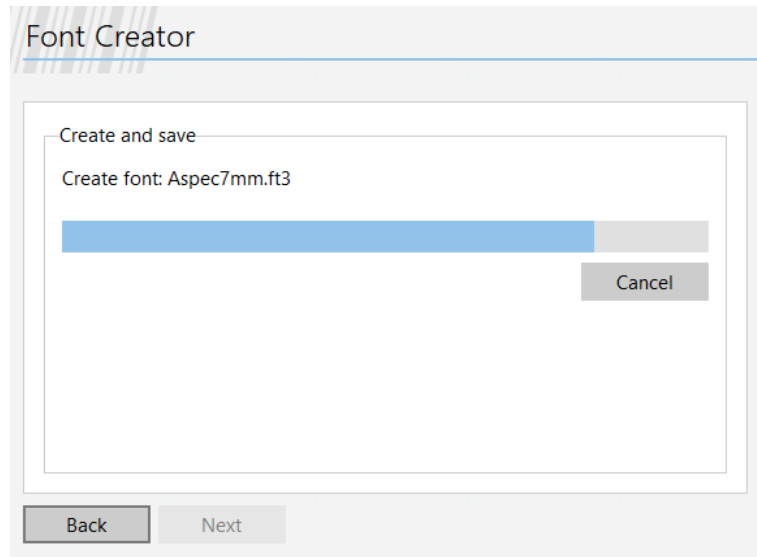 Font Creator
Create and save
Create font: Aspec7mm.ft3
Cancel
Back
Next